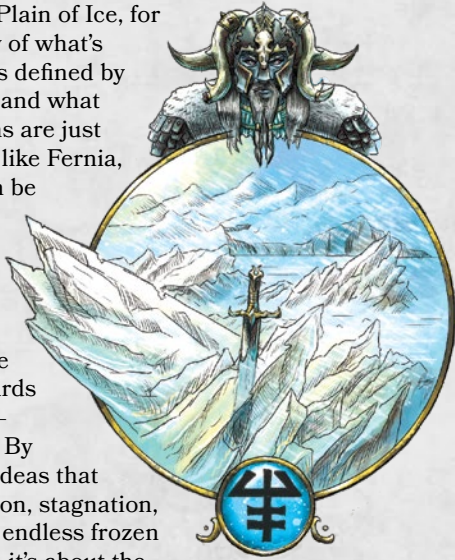 Plain of Ice, for
of what's
s defined by
and what
s are just
like Fernia,
be
rds
—
By
deas that
on, stagnation,
endless frozen
it's about the